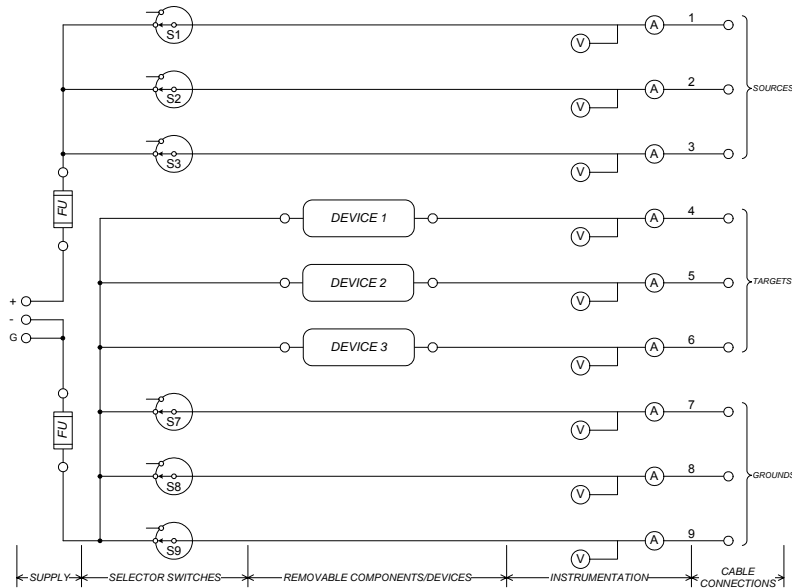 S1 V A 1
S2 V A 2
SOURCES
S3 V A 3
FU
DEVICE 1 V A 4
DEVICE 2 V A 5
TARGETS
DEVICE 3 V A 6
+
-
G
S7 V A 7
FU
S8 V A 8
GROUNDS
S9 V A 9
SUPPLY
SELECTOR SWITCHES
REMOVABLE COMPONENTS/DEVICES
INSTRUMENTATION
CABLE
CONNECTIONS